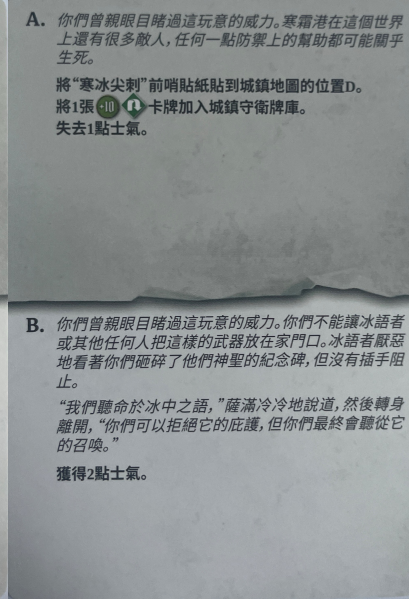 A. 你們曾親眼目睹過這玩意的威力。寒霜港在這個世界
上還有很多敵人，任何一點防禦上的幫助都可能關乎
生死。
將“寒冰尖刺”前哨貼紙貼到城鎮地圖的位置D。
將1張+10卡牌加入城鎮守衛牌庫。
失去1點士氣。
B. 你們曾親眼目睹過這玩意的威力。你們不能讓冰語者
或其他任何人把這樣的武器放在家門口。冰語者厭惡
地看著你們砸碎了他們神聖的紀念碑，但沒有插手阻
止。
“我們聽命於冰中之語，”薩滿冷冷地說道，然後轉身
離開，“你們可以拒絕它的庇護，但你們最終會聽從它
的召喚。”
獲得2點士氣。